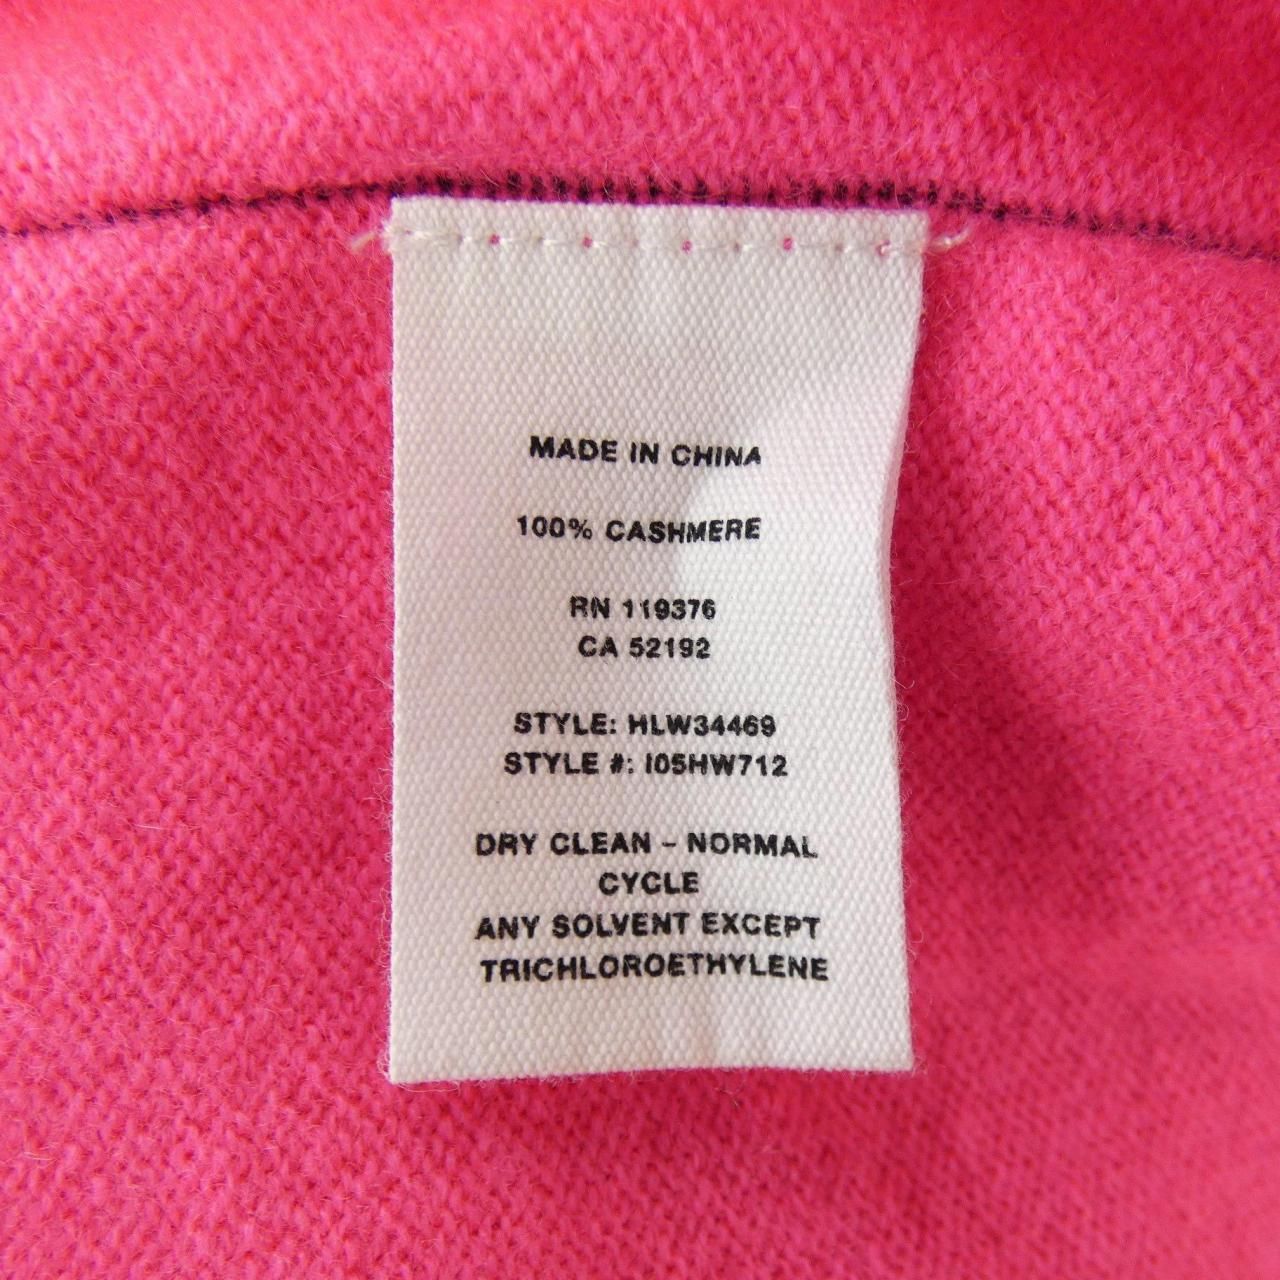 MADE IN CHINA
100% CASHMERE
RN 119376
CA 52192
STYLE: HLW34469
STYLE #: I05HW712
DRY CLEAN - NORMAL
CYCLE
ANY SOLVENT EXCEPT
TRICHLOROETHYLENE